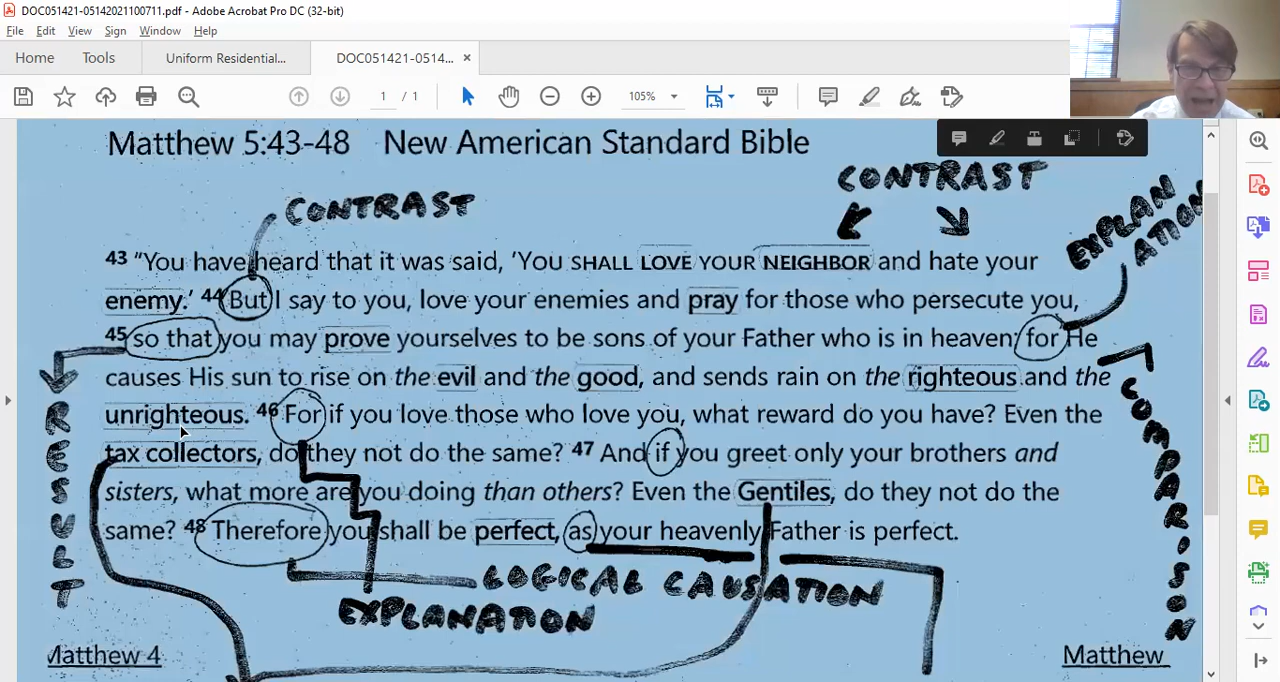 DOC051421-05142021100711.pdf - Adobe Acrobat Pro DC (32-bit)
File Edit View Sign Window Help
Home Tools Uniform Residential... DOC051421-0514... ×
1 / 1 105%
Matthew 5:43-48 New American Standard Bible
CONTRAST
CONTRAST
EXPLANATION
43 “You have heard that it was said, ‘YOU SHALL LOVE YOUR NEIGHBOR and hate your
enemy.’ 44 But I say to you, love your enemies and pray for those who persecute you,
45 so that you may prove yourselves to be sons of your Father who is in heaven; for He
causes His sun to rise on the evil and the good, and sends rain on the righteous and the
unrighteous. 46 For if you love those who love you, what reward do you have? Even the
tax collectors, do they not do the same? 47 And if you greet only your brothers and
sisters, what more are you doing than others? Even the Gentiles, do they not do the
same? 48 Therefore you shall be perfect, as your heavenly Father is perfect.
RESULT
COMPARISON
LOGICAL CAUSATION
EXPLANATION
Matthew 4
Matthew